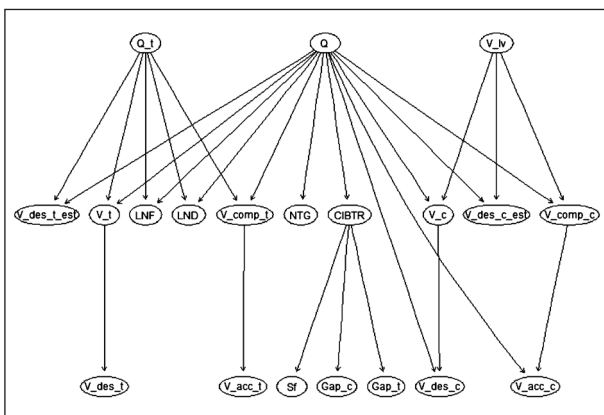 Q_t Q V_lv
V_des_t_est V_t LNF LND V_comp_t NTG CIBTR V_c V_des_c_est V_comp_c
V_des_t V_acc_t Sf Gap_c Gap_t V_des_c V_acc_c